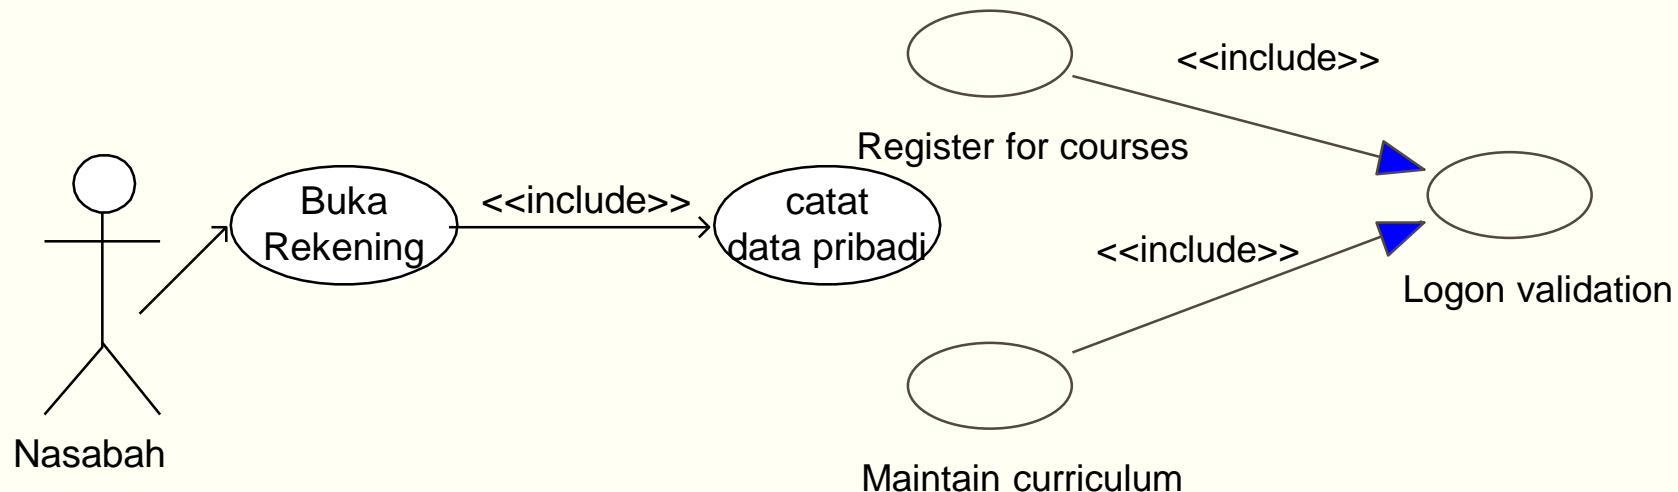 <<include>>
Register for courses
Buka
Rekening
<<include>>
catat
data pribadi
<<include>>
Logon validation
Nasabah
Maintain curriculum